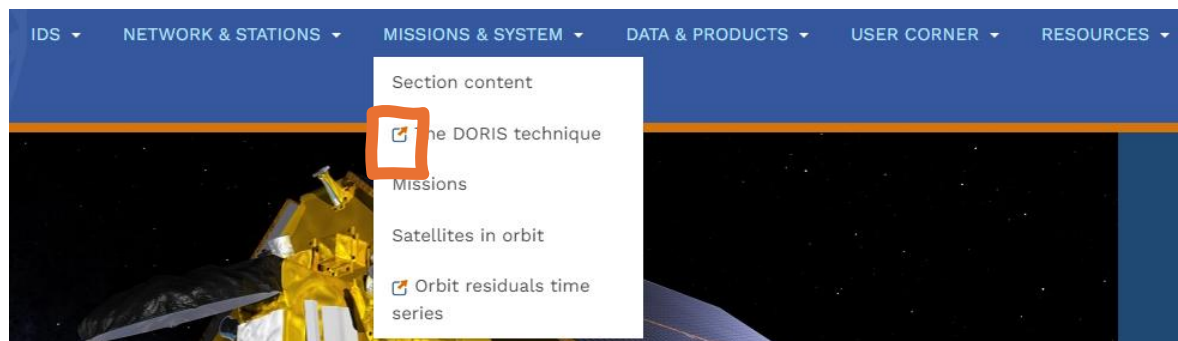 IDS NETWORK & STATIONS MISSIONS & SYSTEM DATA & PRODUCTS USER CORNER RESOURCES
Section content
The DORIS technique
Missions
Satellites in orbit
Orbit residuals time
series